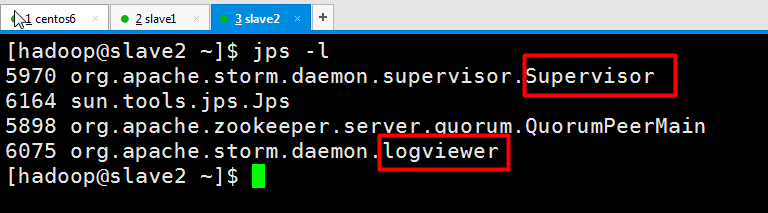 1 centos6 2 slave1 3 slave2 +
[hadoop@slave2 ~]$ jps -l
5970 org.apache.storm.daemon.supervisor.Supervisor
6164 sun.tools.jps.Jps
5898 org.apache.zookeeper.server.quorum.QuorumPeerMain
6075 org.apache.storm.daemon.logviewer
[hadoop@slave2 ~]$